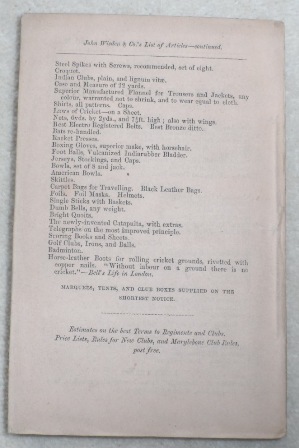 John Wisden & Co.'s List of Articles—continued.
Steel Spikes with Screws, recommended, set of eight.
Croquet.
Indian Clubs, plain, and lignum vitæ.
Case and Measure of 22 yards.
Superior Manufactured Flannel for Trousers and Jackets, any
colour, warranted not to shrink, and to wear equal to cloth.
Shirts, all patterns. Caps.
Laws of Cricket—on a Sheet.
Nets, 6yds. by 2yds., and 7ft. high; also with wings.
Best Electro Registered Belts. Best Bronze ditto.
Bats re-handled.
Racket Presses.
Boxing Gloves, superior make, with horsehair.
Foot Balls, Vulcanized Indiarubber Bladder.
Jerseys, Stockings, and Caps.
Bowls, set of 8 and jack.
American Bowls.
Skittles.
Carpet Bags for Travelling. Black Leather Bags.
Foils. Foil Masks. Helmets.
Single Sticks with Baskets.
Dumb Bells, any weight.
Bright Quoits.
The newly-invented Catapulta, with extras.
Telegraphs on the most improved principle.
Scoring Books and Sheets.
Golf Clubs, Irons, and Balls.
Badminton.
Horse-leather Boots for rolling cricket grounds, rivetted with
copper nails. "Without labour on a ground there is no
cricket."—Bell's Life in London.
MARQUEES, TENTS, AND CLUB BOXES SUPPLIED ON THE
SHORTEST NOTICE.
Estimates on the best Terms to Regiments and Clubs.
Price Lists, Rules for New Clubs, and Marylebone Club Rules,
post free.